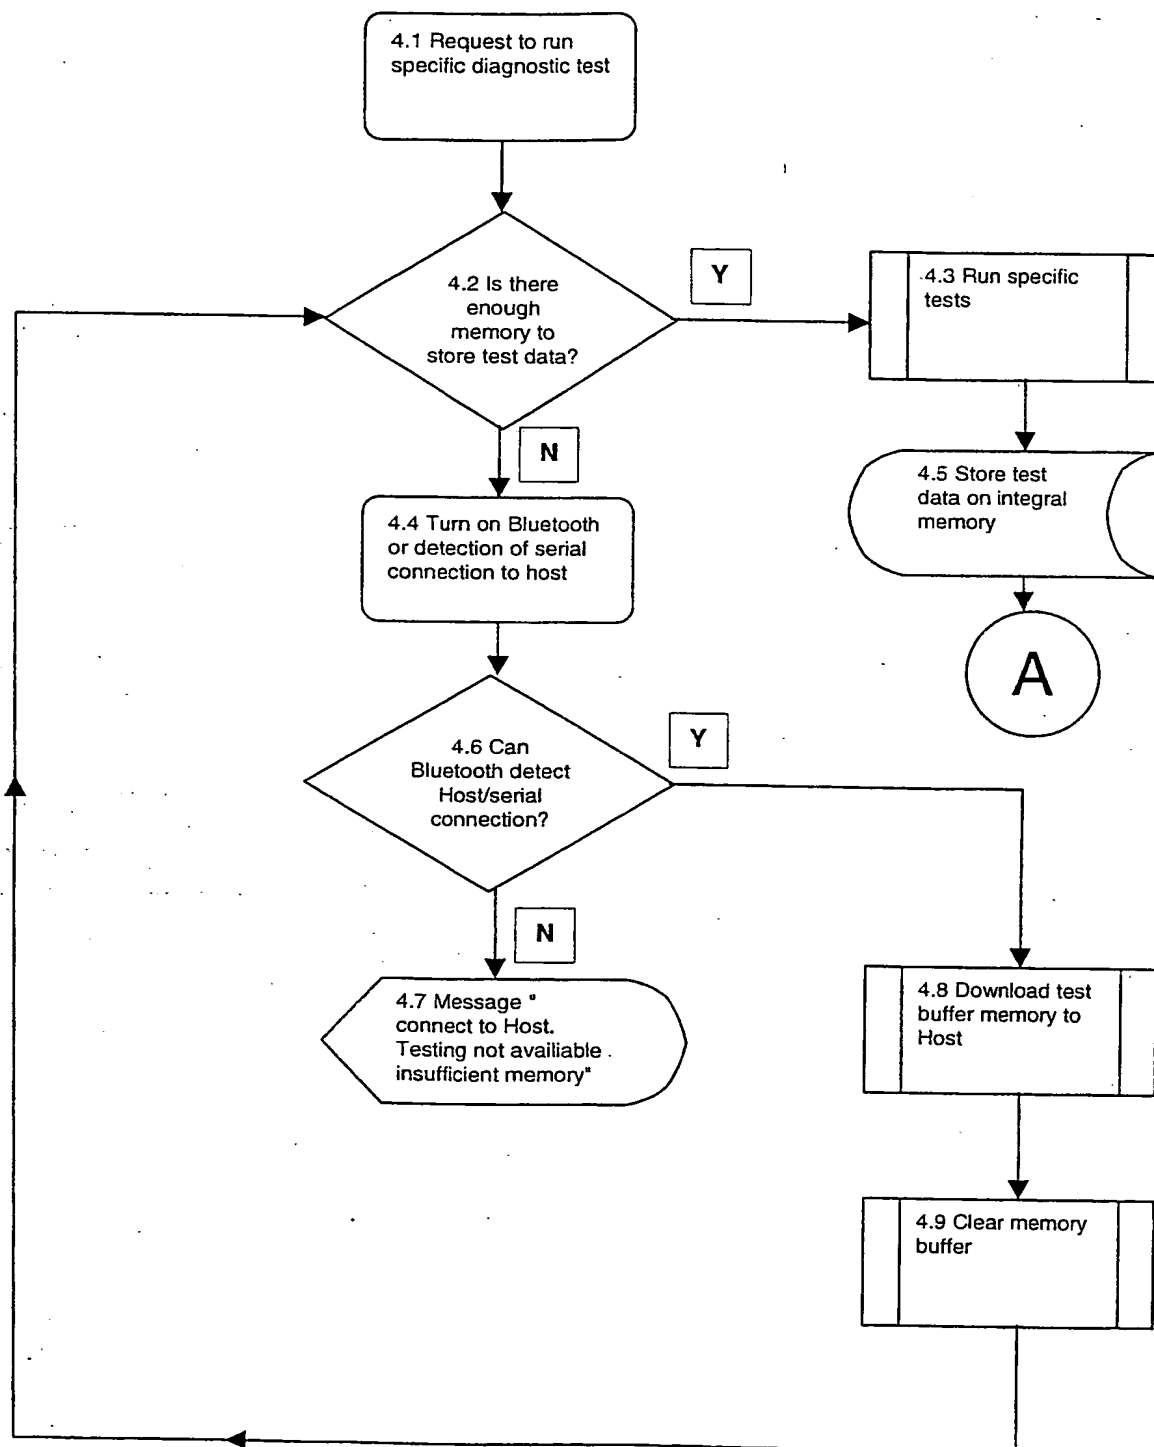 4.1 Request to run
specific diagnostic test
4.2 Is there
enough
memory to
store test data?
Y
4.3 Run specific
tests
N
4.5 Store test
data on integral
memory
4.4 Turn on Bluetooth
or detection of serial
connection to host
A
4.6 Can
Bluetooth detect
Host/serial
connection?
Y
N
4.7 Message "
connect to Host.
Testing not availiable .
insufficient memory"
4.8 Download test
buffer memory to
Host
4.9 Clear memory
buffer